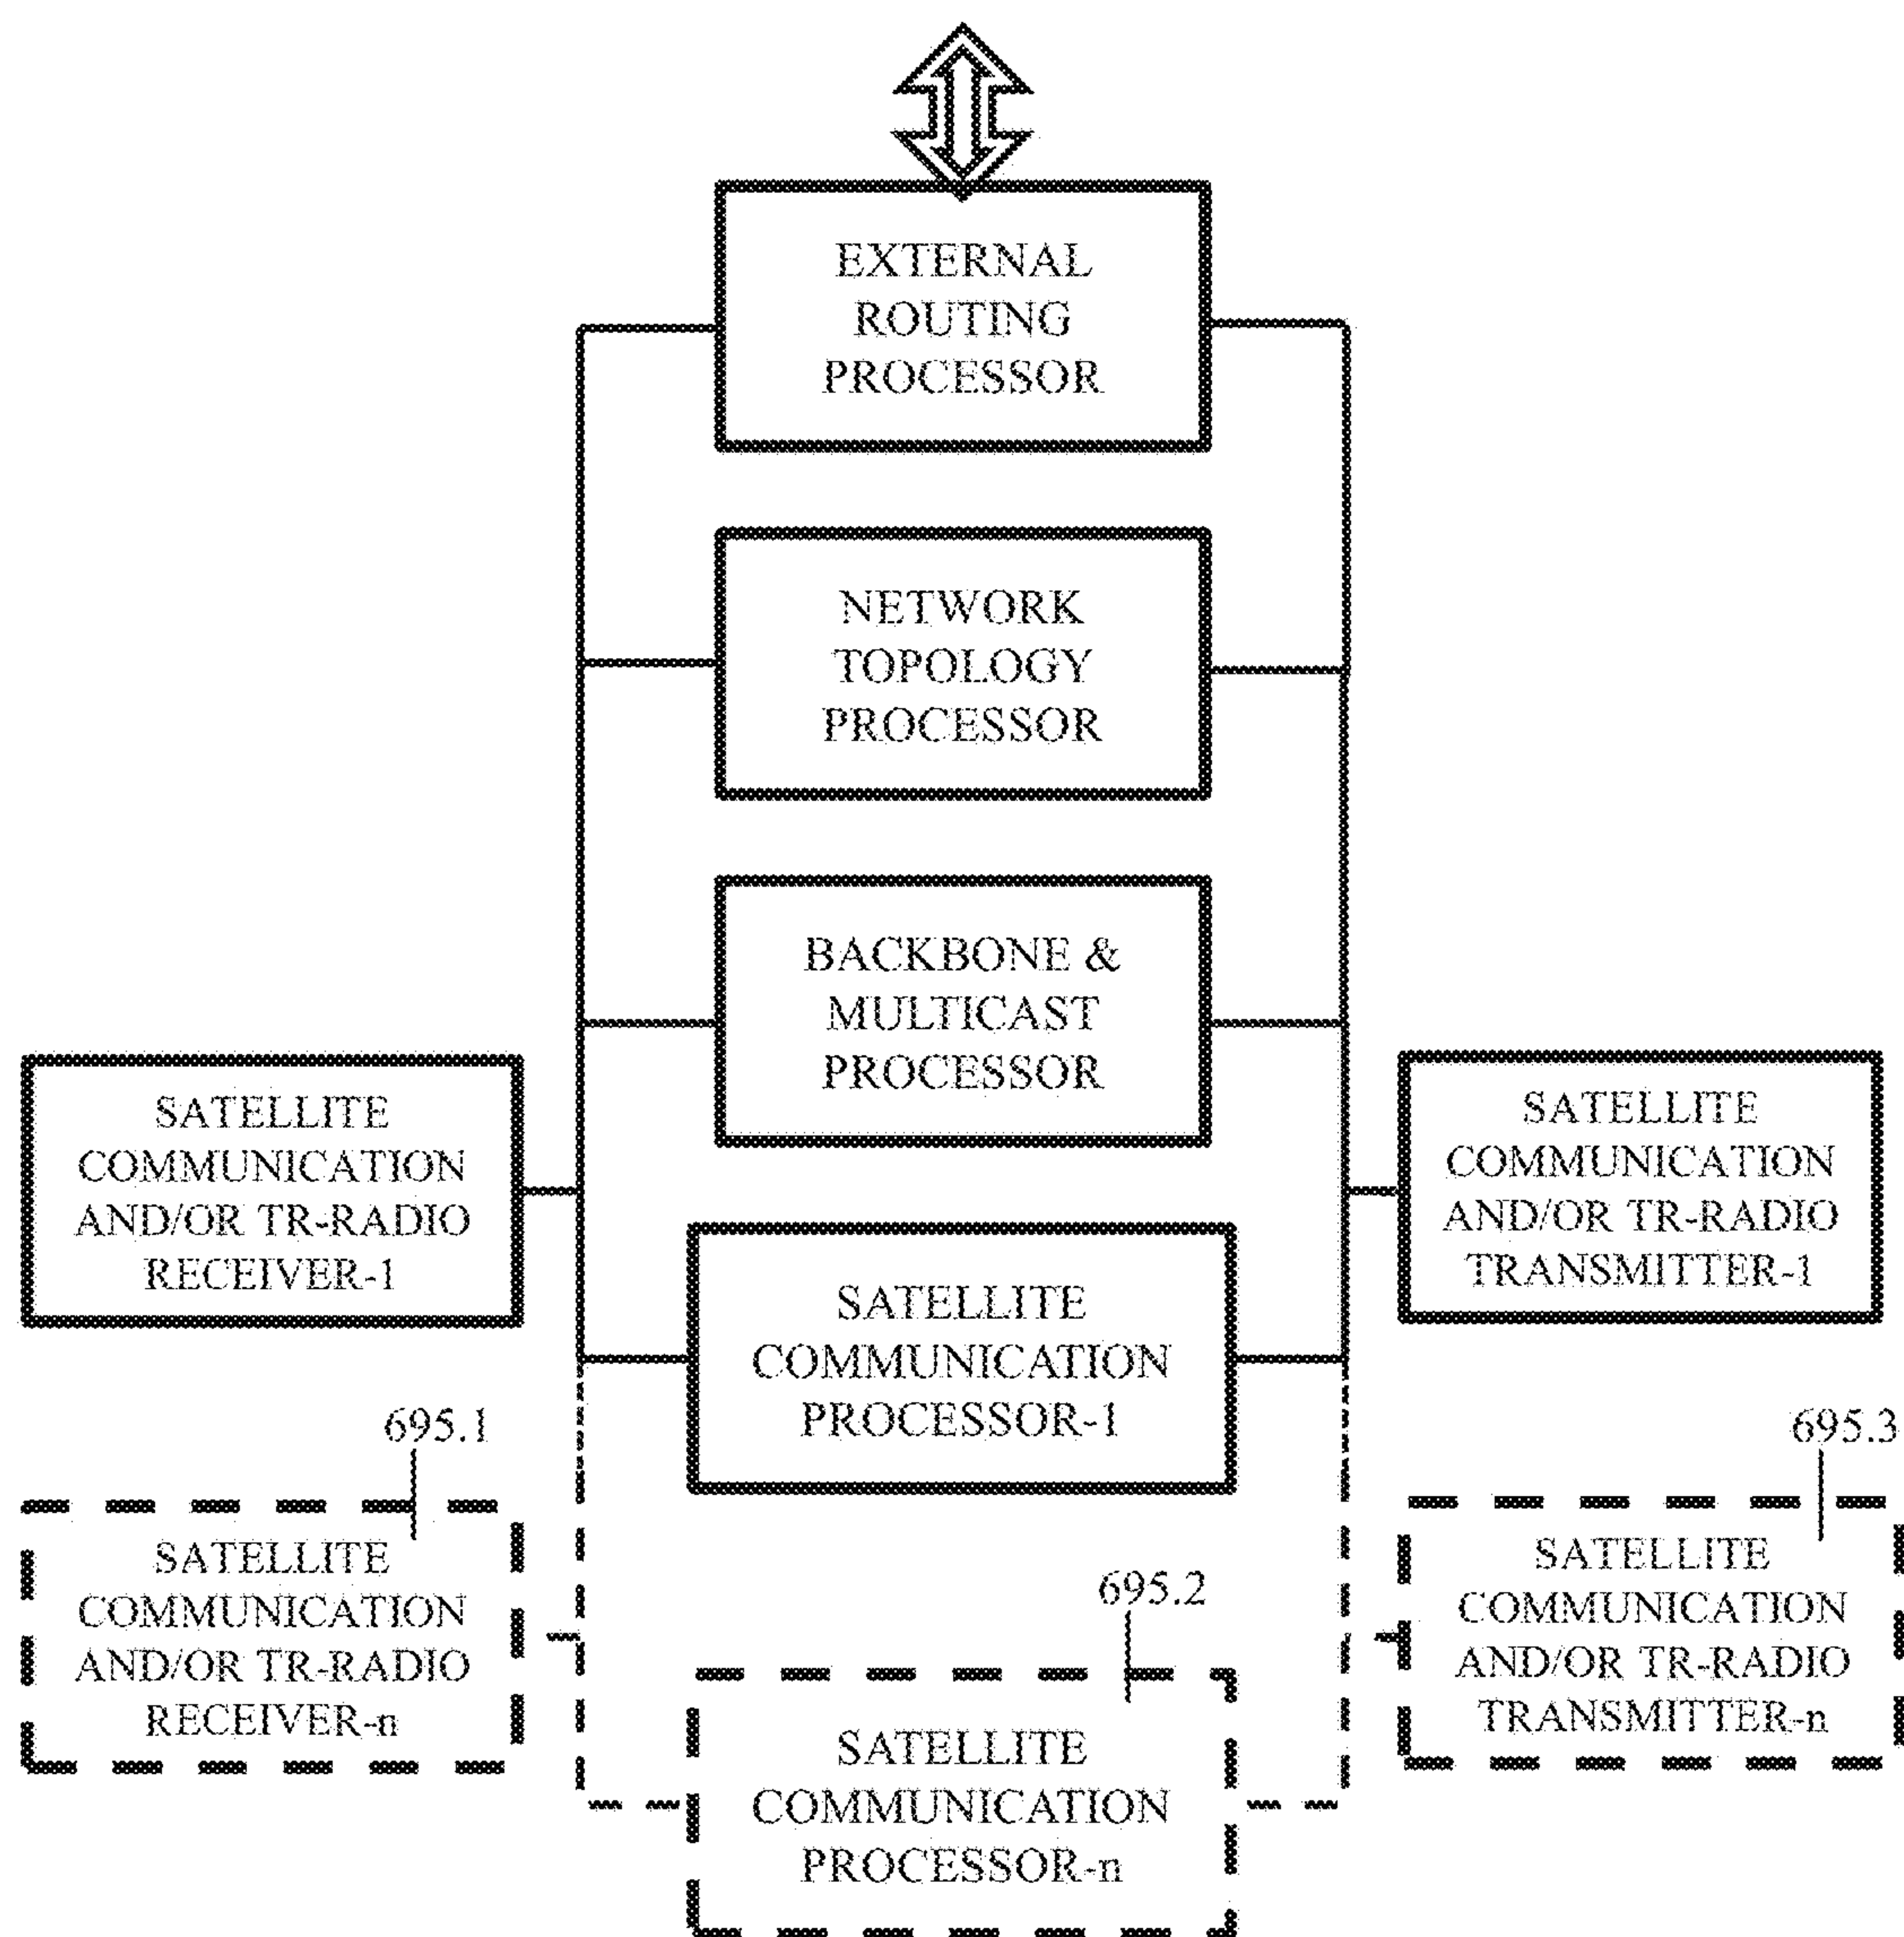 EXTERNAL
ROUTING
PROCESSOR
NETWORK
TOPOLOGY
PROCESSOR
BACKBONE &
MULTICAST
PROCESSOR
SATELLITE
COMMUNICATION
AND/OR TR-RADIO
RECEIVER-1
SATELLITE
COMMUNICATION
AND/OR TR-RADIO
TRANSMITTER-1
SATELLITE
COMMUNICATION
PROCESSOR-1
695.1
SATELLITE
COMMUNICATION
AND/OR TR-RADIO
RECEIVER-n
695.2
SATELLITE
COMMUNICATION
PROCESSOR-n
695.3
SATELLITE
COMMUNICATION
AND/OR TR-RADIO
TRANSMITTER-n